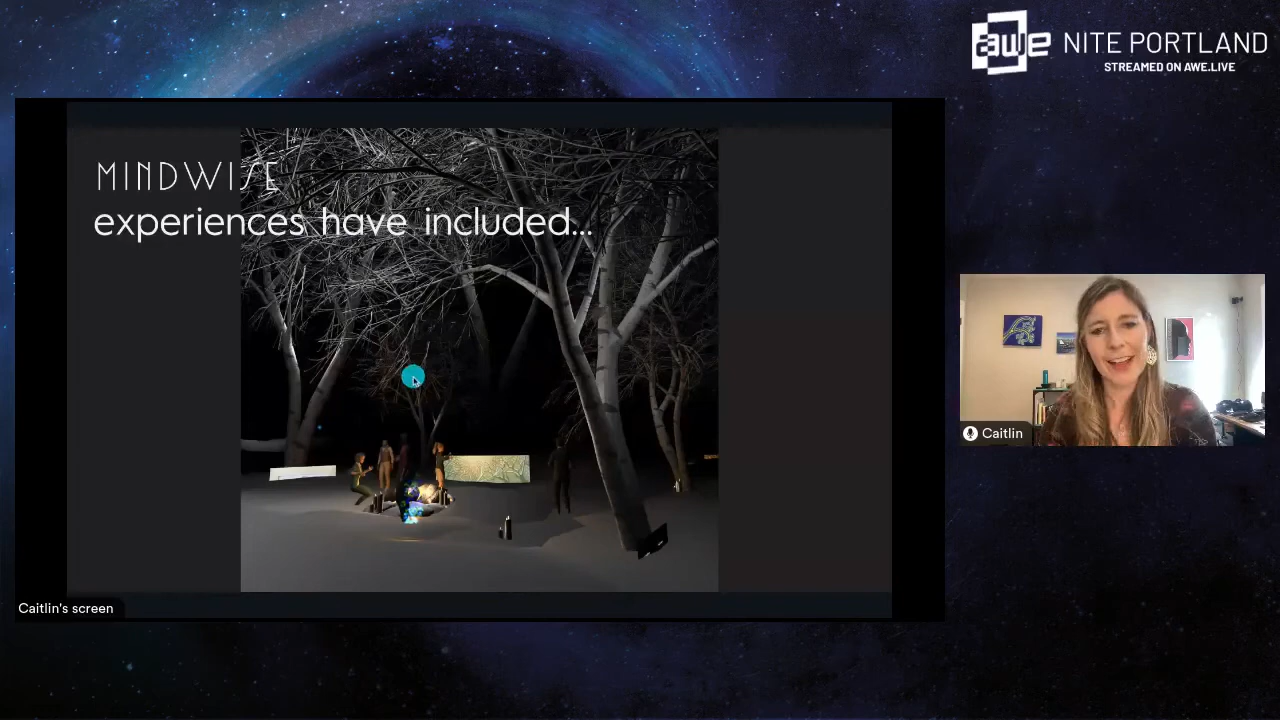 awe NITE PORTLAND
STREAMED ON AWE.LIVE
MINDWISE
experiences have included...
Caitlin
Caitlin's screen